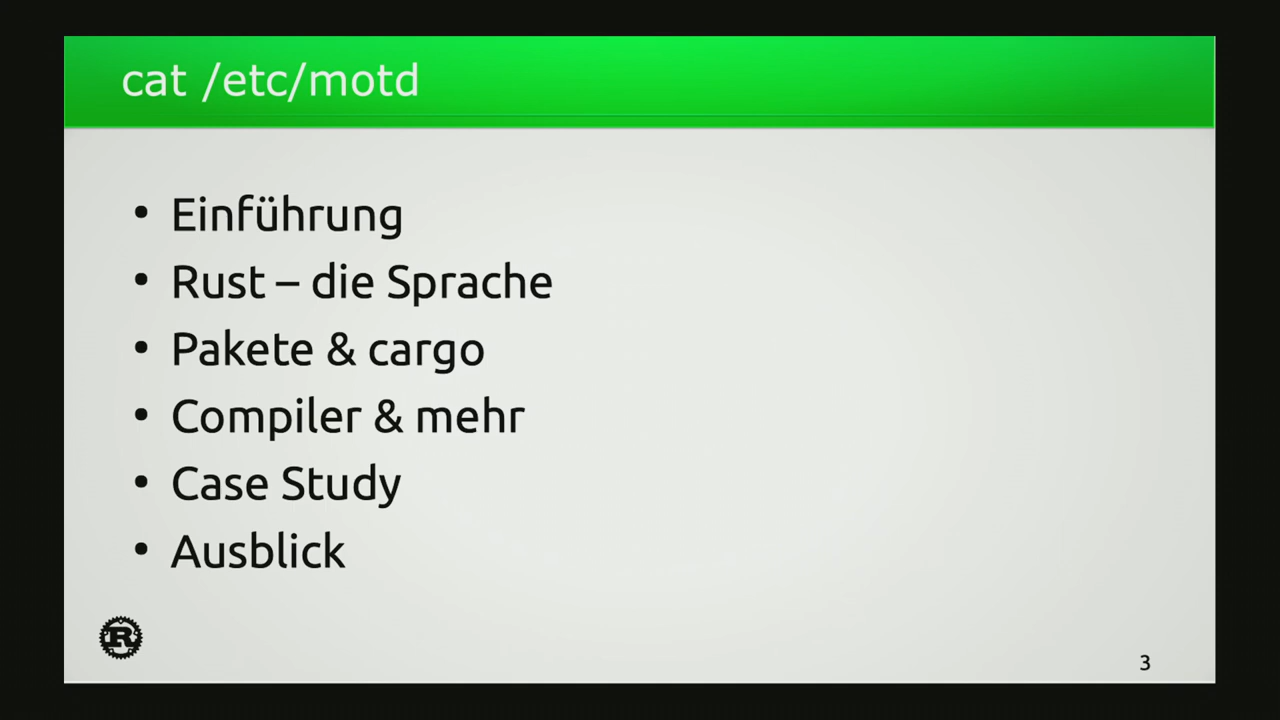 cat /etc/motd
• Einführung
• Rust – die Sprache
• Pakete & cargo
• Compiler & mehr
• Case Study
• Ausblick
R
3